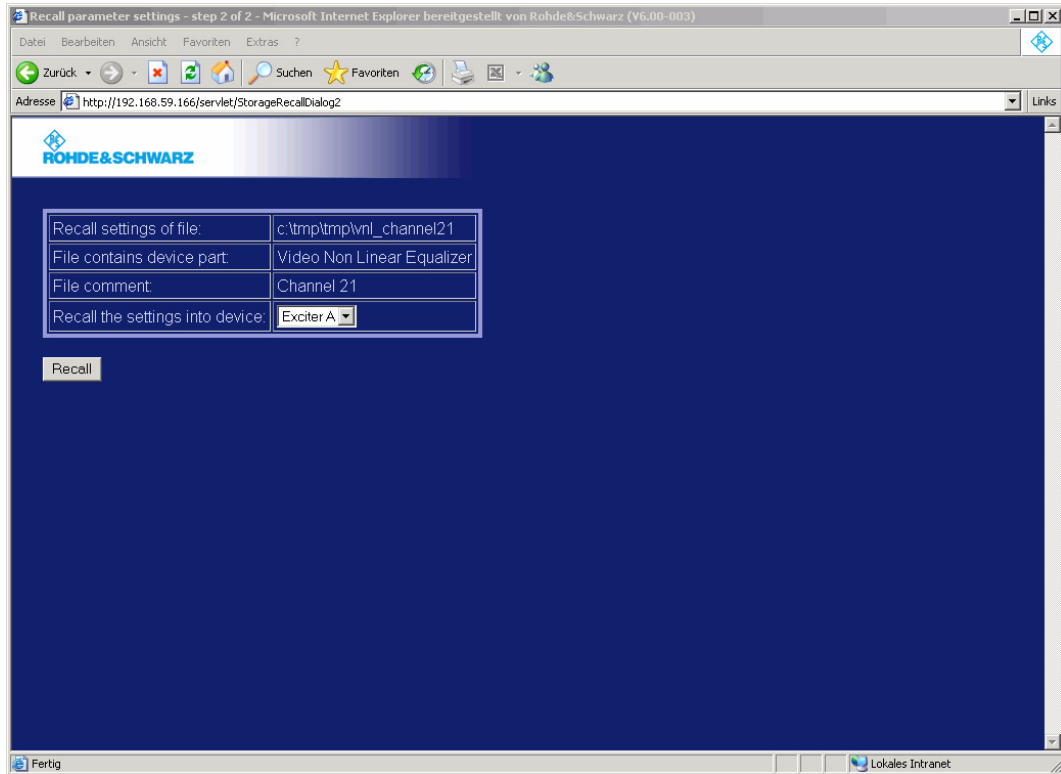 Recall parameter settings - step 2 of 2 - Microsoft Internet Explorer bereitgestellt von Rohde&Schwarz (V6.00-003)
Datei Bearbeiten Ansicht Favoriten Extras ?
Zurück Suchen Favoriten
Adresse http://192.168.59.166/servlet/StorageRecallDialog2 Links
ROHDE&SCHWARZ
Recall settings of file: c:\tmp\tmp\vnl_channel21
File contains device part: Video Non Linear Equalizer
File comment: Channel 21
Recall the settings into device: Exciter A
Recall
Fertig Lokales Intranet